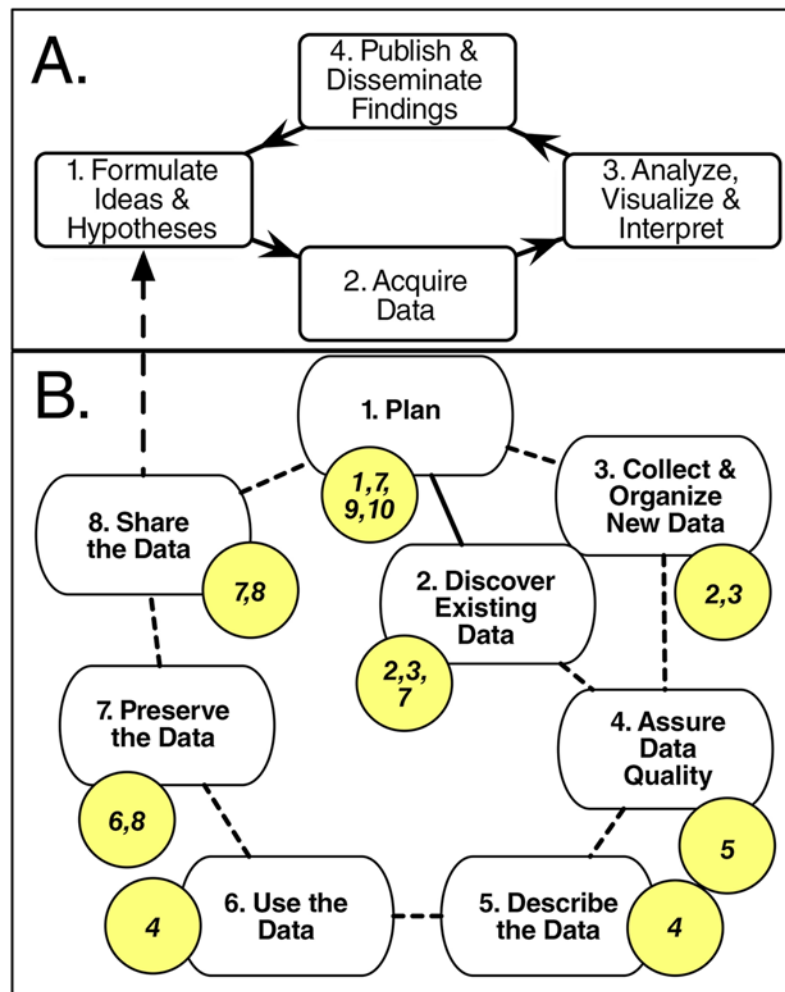 A.
4. Publish &
Disseminate
Findings
1. Formulate
Ideas &
Hypotheses
3. Analyze,
Visualize &
Interpret
2. Acquire
Data
B.
1. Plan
1,7,
9,10
3. Collect &
Organize
New Data
2,3
8. Share
the Data
7,8
2. Discover
Existing
Data
2,3,
7
7. Preserve
the Data
6,8
4. Assure
Data
Quality
5
6. Use the
Data
4
5. Describe
the Data
4